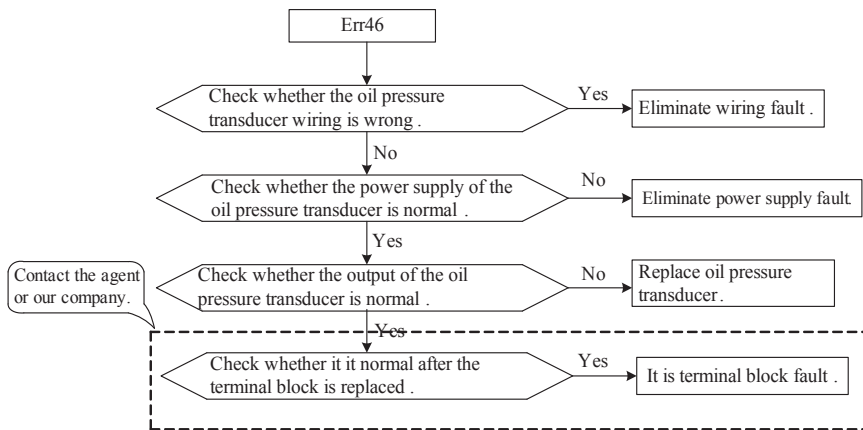 Err46
Check whether the oil pressure
transducer wiring is wrong .
Yes
Eliminate wiring fault .
No
Check whether the power supply of the
oil pressure transducer is normal .
No
Eliminate power supply fault.
Yes
Contact the agent
or our company.
Check whether the output of the oil
pressure transducer is normal .
No
Replace oil pressure
transducer.
Yes
Check whether it it normal after the
terminal block is replaced .
Yes
It is terminal block fault .